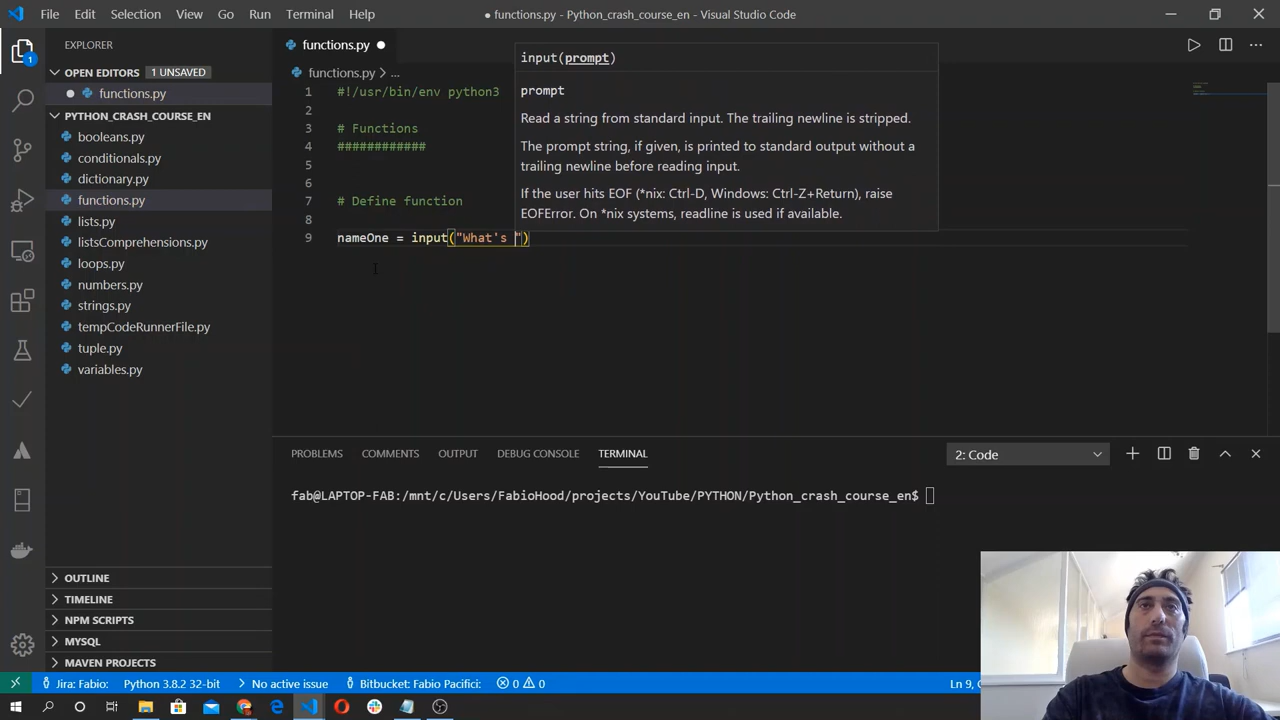 File Edit Selection View Go Run Terminal Help
● functions.py - Python_crash_course_en - Visual Studio Code
EXPLORER
OPEN EDITORS 1 UNSAVED
functions.py
PYTHON_CRASH_COURSE_EN
booleans.py
conditionals.py
dictionary.py
functions.py
lists.py
listsComprehensions.py
loops.py
numbers.py
strings.py
tempCodeRunnerFile.py
tuple.py
variables.py
OUTLINE
TIMELINE
NPM SCRIPTS
MYSQL
MAVEN PROJECTS
1
functions.py
functions.py > ...
1 #!/usr/bin/env python3
2
3 # Functions
4 ############
5
6
7 # Define function
8
9 nameOne = input("What's ")
input(prompt)
prompt
Read a string from standard input. The trailing newline is stripped.
The prompt string, if given, is printed to standard output without a
trailing newline before reading input.
If the user hits EOF (*nix: Ctrl-D, Windows: Ctrl-Z+Return), raise
EOFError. On *nix systems, readline is used if available.
PROBLEMS COMMENTS OUTPUT DEBUG CONSOLE TERMINAL
2: Code
fab@LAPTOP-FAB:/mnt/c/Users/FabioHood/projects/YouTube/PYTHON/Python_crash_course_en$
Jira: Fabio: Python 3.8.2 32-bit No active issue Bitbucket: Fabio Pacifici: 0 0 Ln 9,